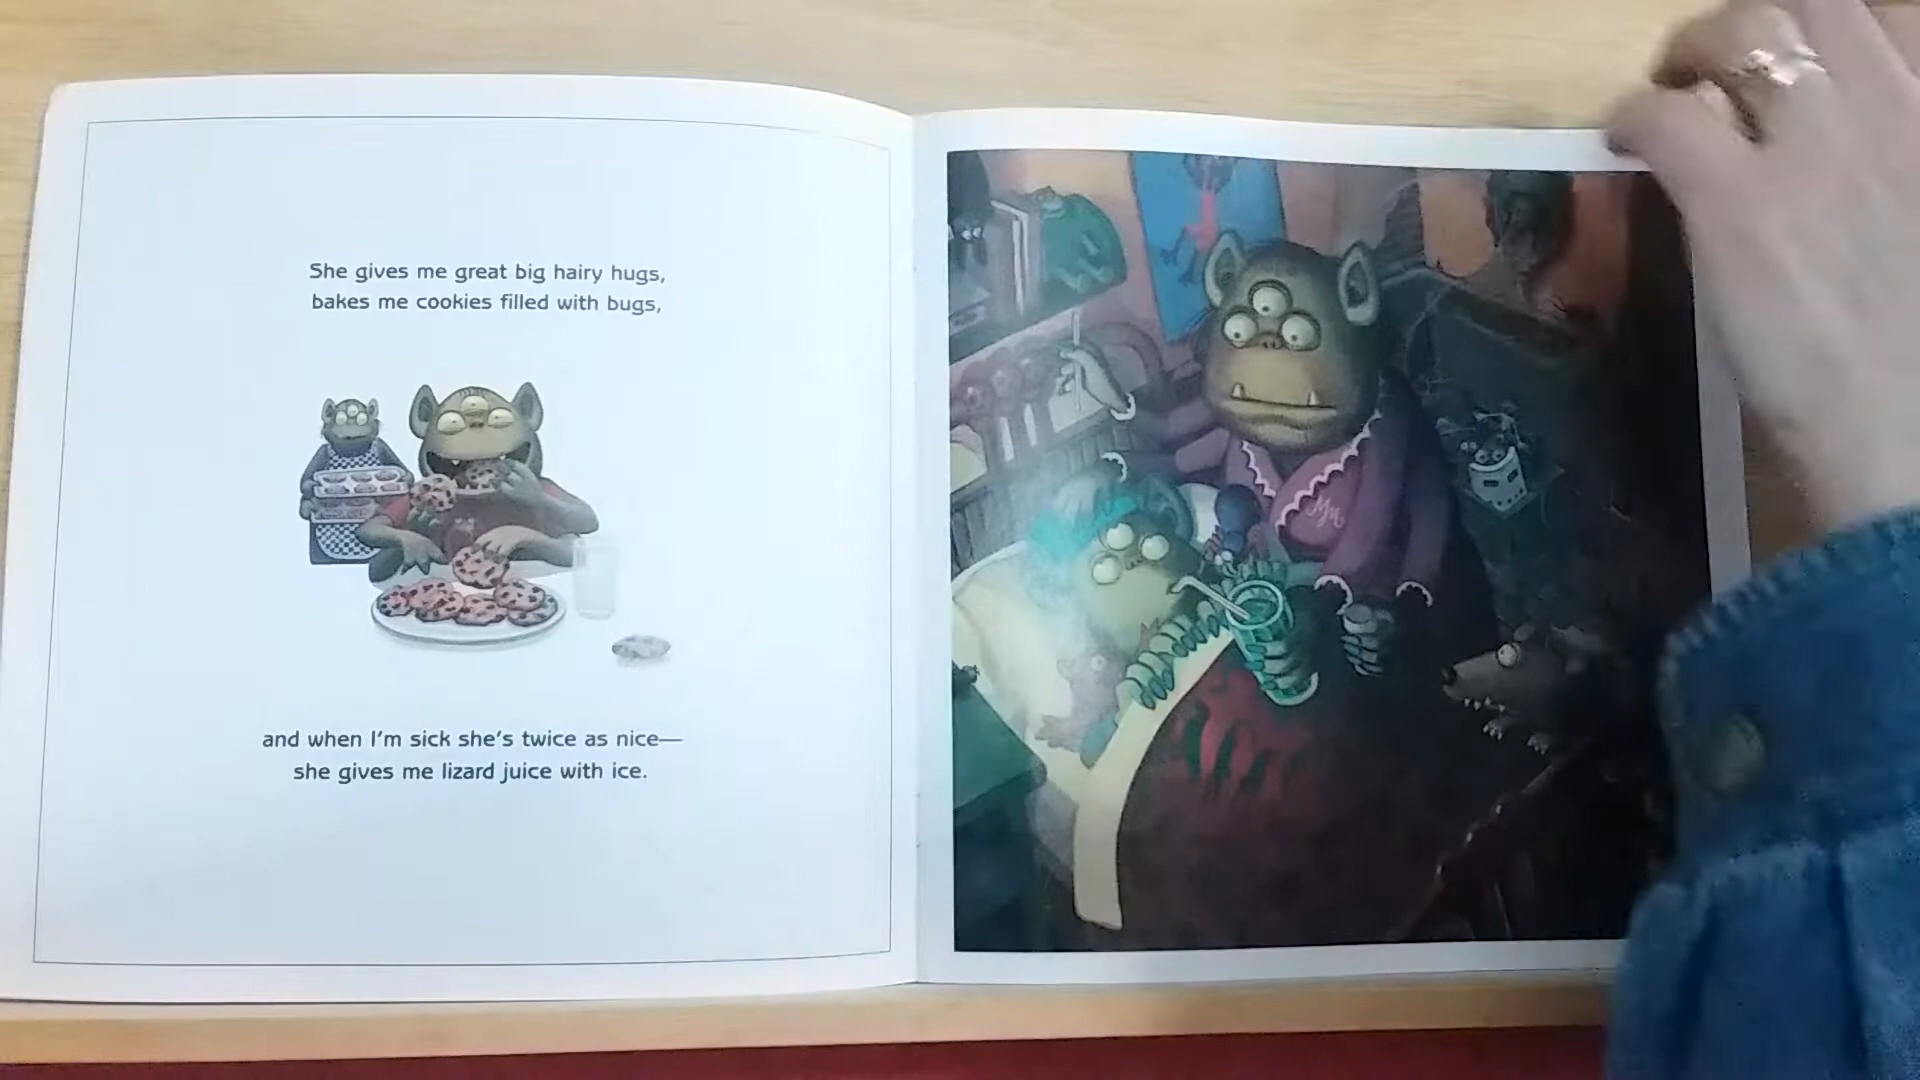 She gives me great big hairy hugs,
bakes me cookies filled with bugs,
and when I'm sick she's twice as nice—
she gives me lizard juice with ice.